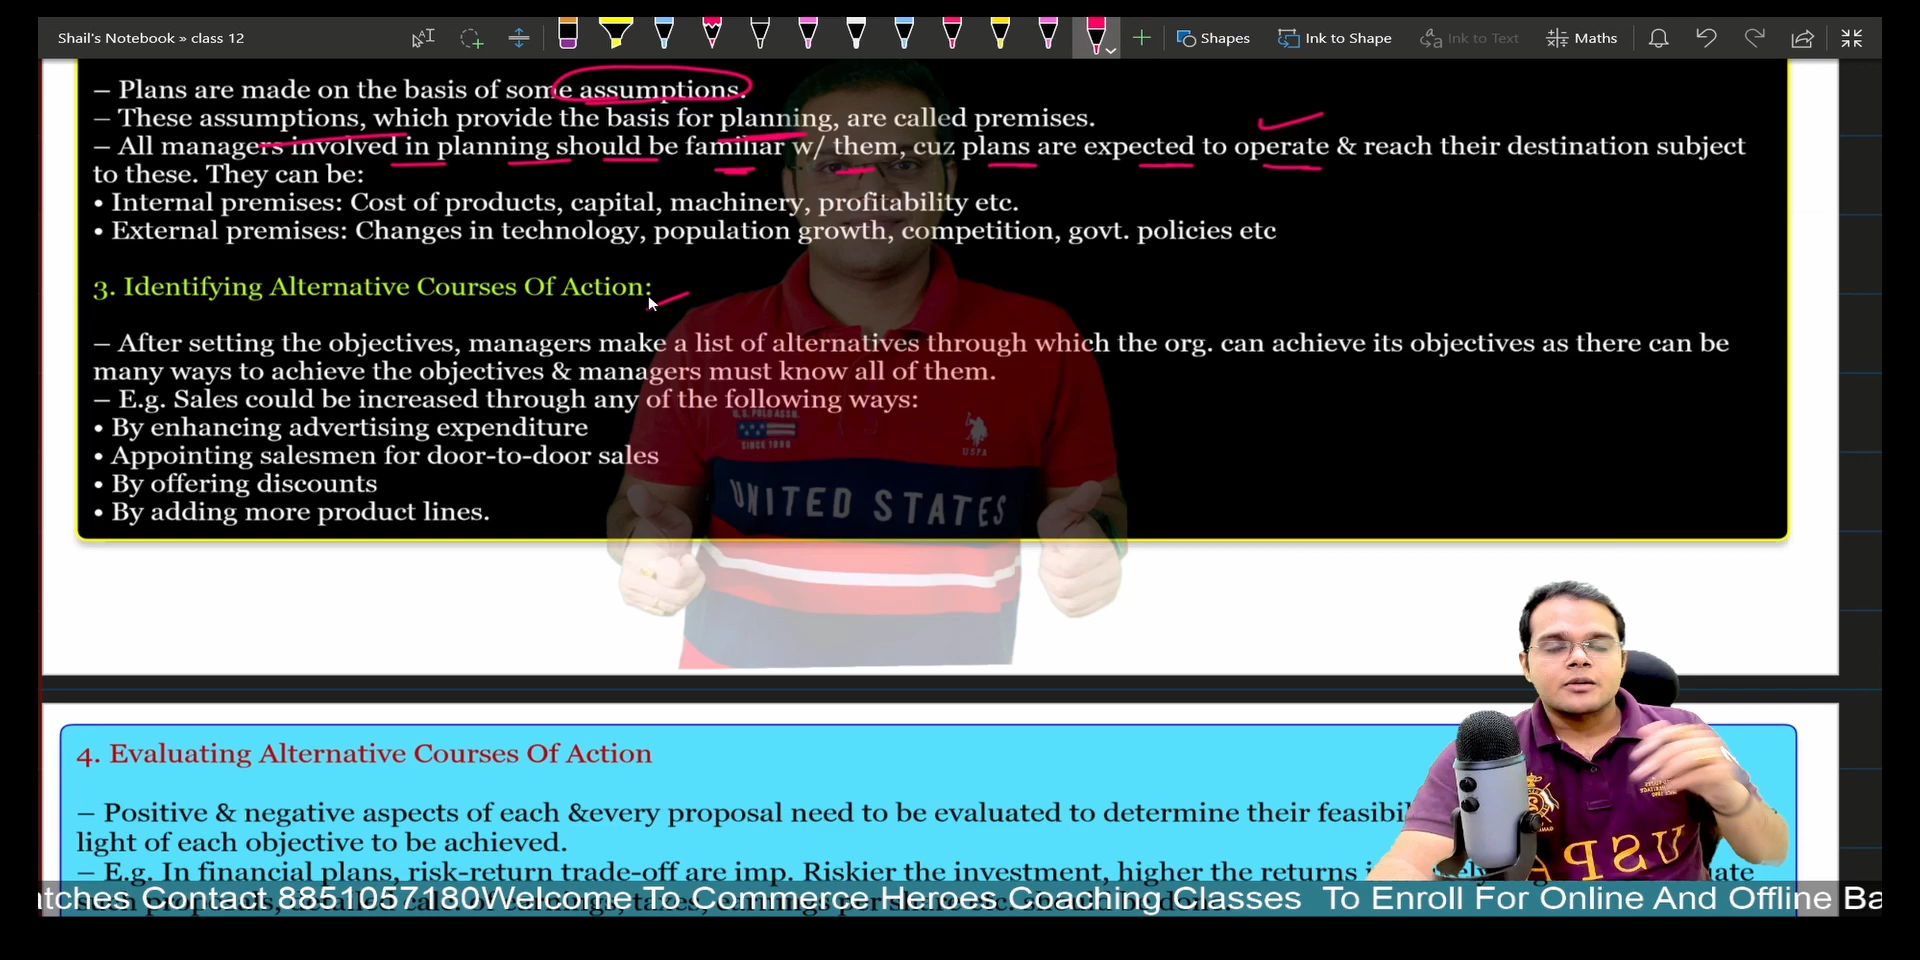 Shail's Notebook » class 12
Shapes
Ink to Shape
Ink to Text
Maths
– Plans are made on the basis of some assumptions.
– These assumptions, which provide the basis for planning, are called premises.
– All managers involved in planning should be familiar w/ them, cuz plans are expected to operate & reach their destination subject
to these. They can be:
• Internal premises: Cost of products, capital, machinery, profitability etc.
• External premises: Changes in technology, population growth, competition, govt. policies etc
3. Identifying Alternative Courses Of Action:
– After setting the objectives, managers make a list of alternatives through which the org. can achieve its objectives as there can be
many ways to achieve the objectives & managers must know all of them.
– E.g. Sales could be increased through any of the following ways:
• By enhancing advertising expenditure
• Appointing salesmen for door-to-door sales
• By offering discounts
• By adding more product lines.
U.S. POLO ASSN.
SINCE 1890
USPA
UNITED STATES
4. Evaluating Alternative Courses Of Action
– Positive & negative aspects of each &every proposal need to be evaluated to determine their feasibi
light of each objective to be achieved.
– E.g. In financial plans, risk-return trade-off are imp. Riskier the investment, higher the returns
USP
atches Contact 8851057180Welcome To Commerce Heroes Coaching Classes To Enroll For Online And Offline Ba